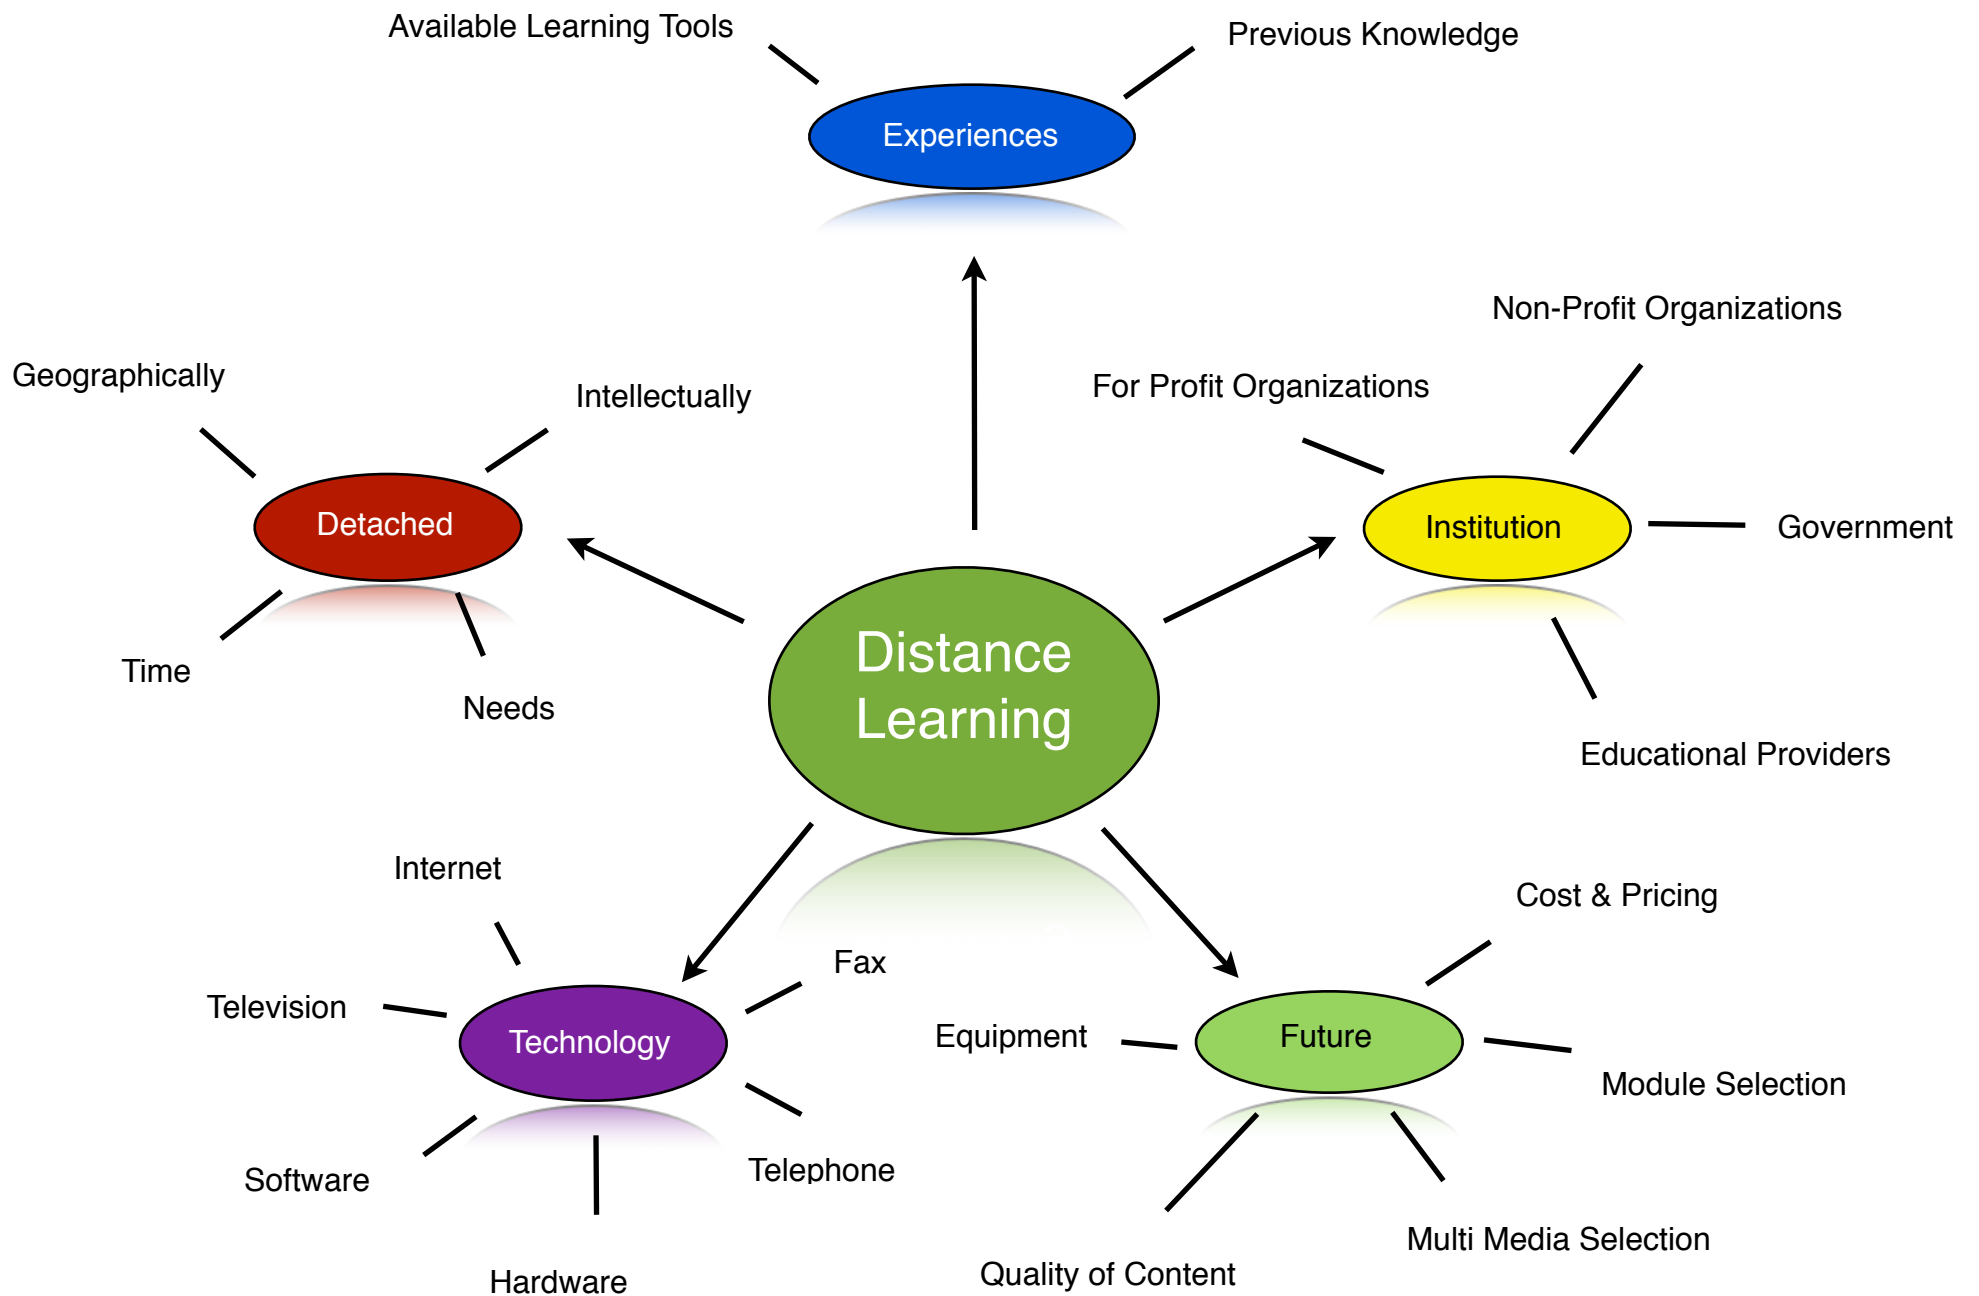 Available Learning Tools
Previous Knowledge
Experiences
Non-Profit Organizations
For Profit Organizations
Geographically
Intellectually
Detached
Institution
Government
Time
Needs
Distance
Learning
Educational Providers
Internet
Cost & Pricing
Fax
Television
Technology
Equipment
Future
Module Selection
Software
Telephone
Multi Media Selection
Hardware
Quality of Content